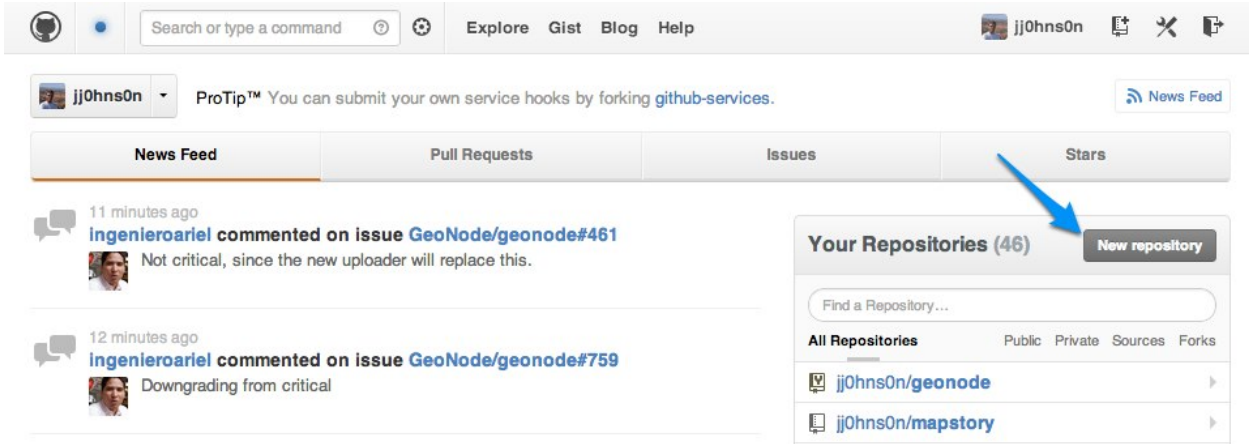 Search or type a command
Explore Gist Blog Help
jj0hns0n
jj0hns0n
ProTip™ You can submit your own service hooks by forking github-services.
News Feed
News Feed
Pull Requests
Issues
Stars
11 minutes ago
ingenieroariel commented on issue GeoNode/geonode#461
Not critical, since the new uploader will replace this.
12 minutes ago
ingenieroariel commented on issue GeoNode/geonode#759
Downgrading from critical
Your Repositories (46)
New repository
Find a Repository...
All Repositories Public Private Sources Forks
jj0hns0n/geonode
jj0hns0n/mapstory